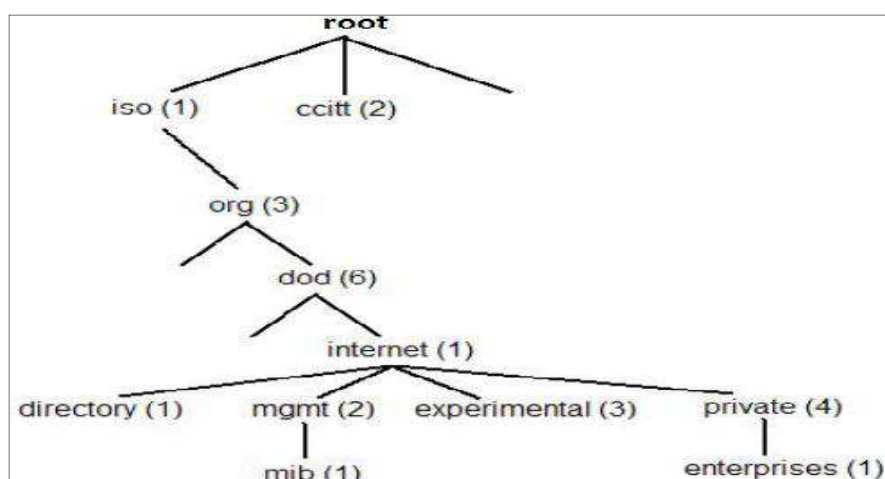 root
iso (1) ccitt (2)
org (3)
dod (6)
internet (1)
directory (1) mgmt (2) experimental (3) private (4)
mib (1) enterprises (1)